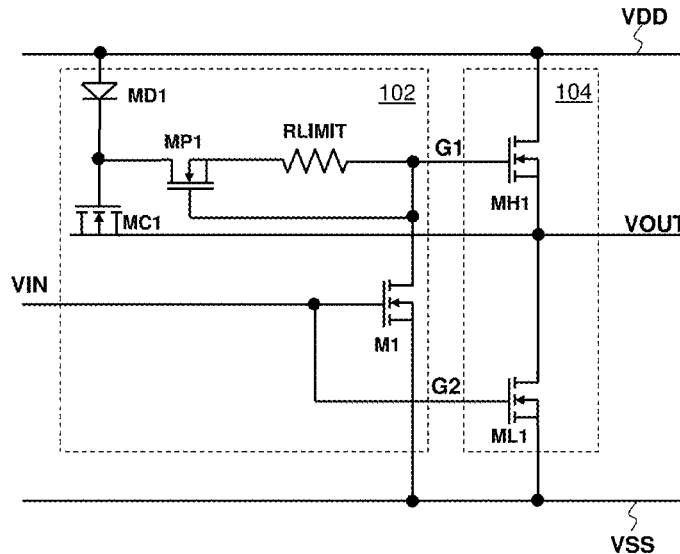 VDD
MD1
102
104
MP1
RLIMIT
G1
MH1
MC1
VOUT
VIN
M1
G2
ML1
VSS